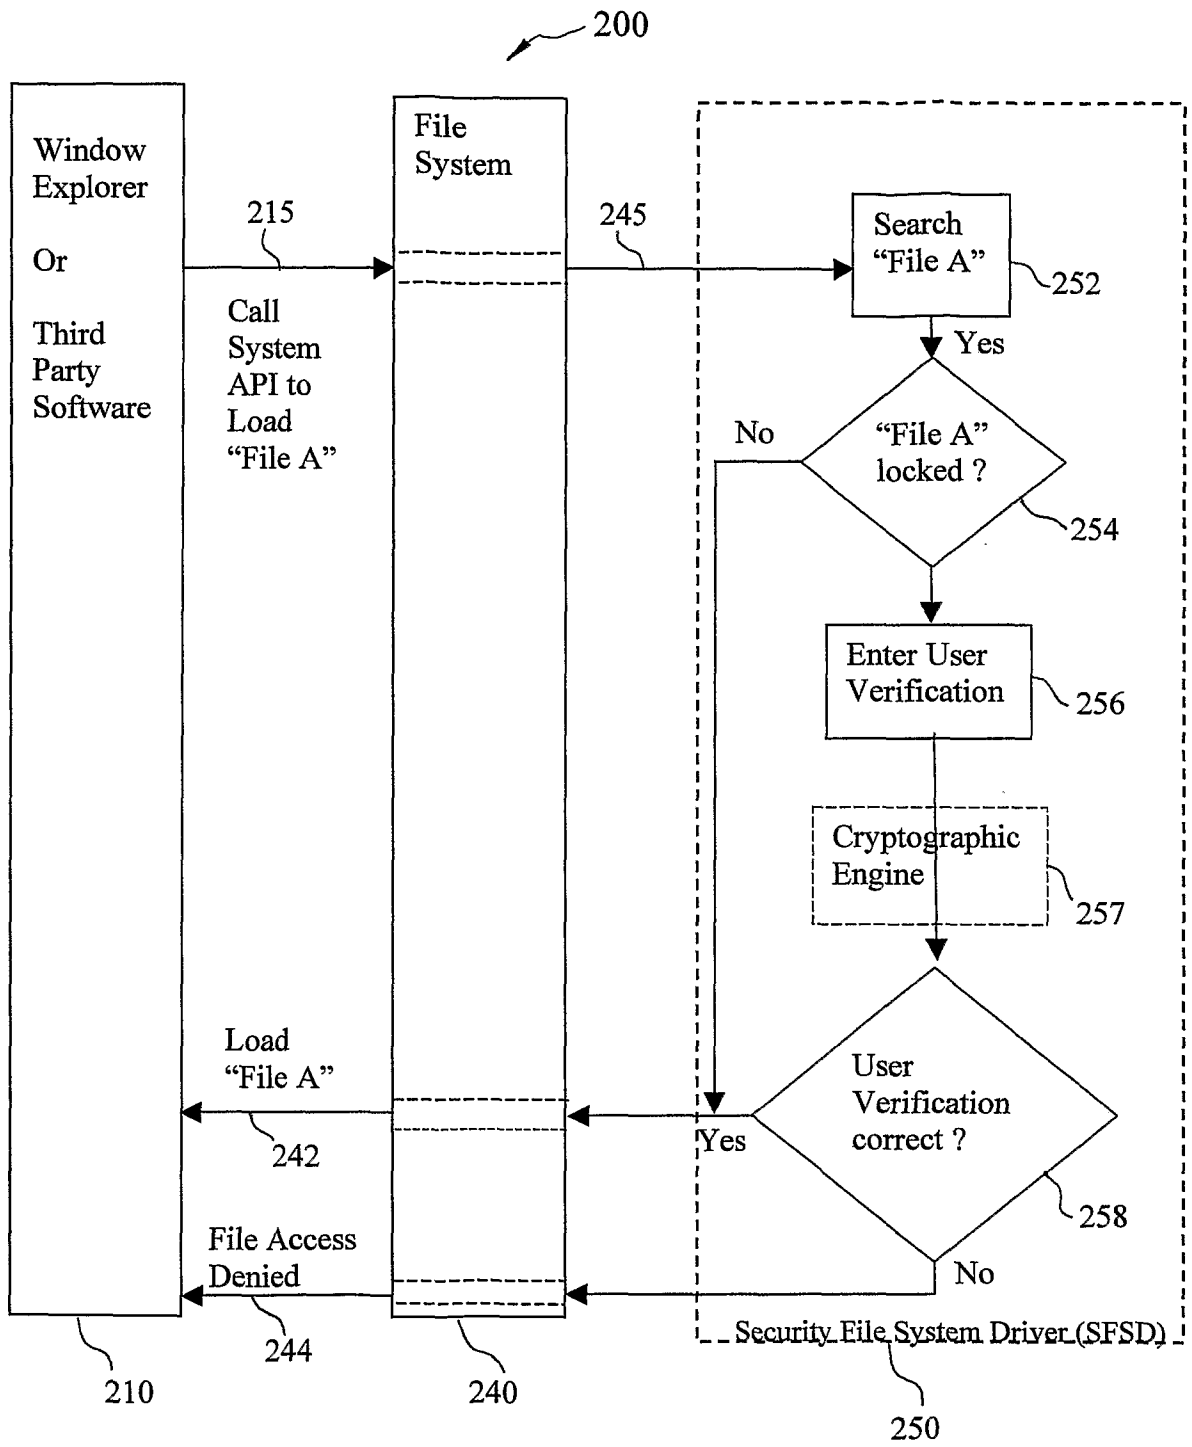 200
Window
Explorer
Or
Third
Party
Software
215
Call
System
API to
Load
“File A”
File
System
245
Search
“File A”
252
Yes
“File A”
locked ?
No
254
Enter User
Verification
256
Cryptographic
Engine
257
Load
“File A”
242
Yes
User
Verification
correct ?
258
File Access
Denied
No
244
Security File System Driver (SFSD)
210
240
250